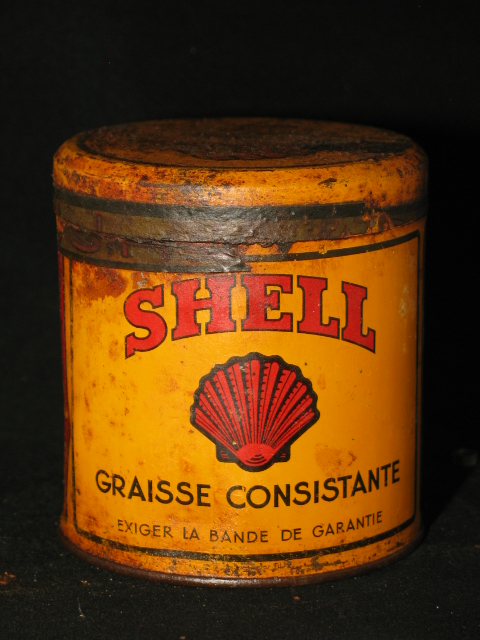 SHELL
GRAISSE CONSISTANTE
EXIGER LA BANDE DE GARANTIE